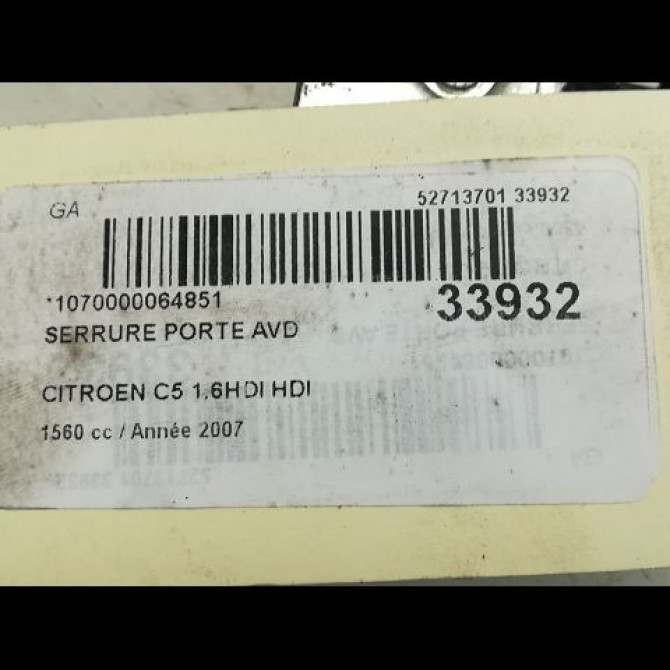 GA
52713701 33932
*1070000064851
33932
SERRURE PORTE AVD
CITROEN C5 1.6HDI HDI
1560 cc / Année 2007